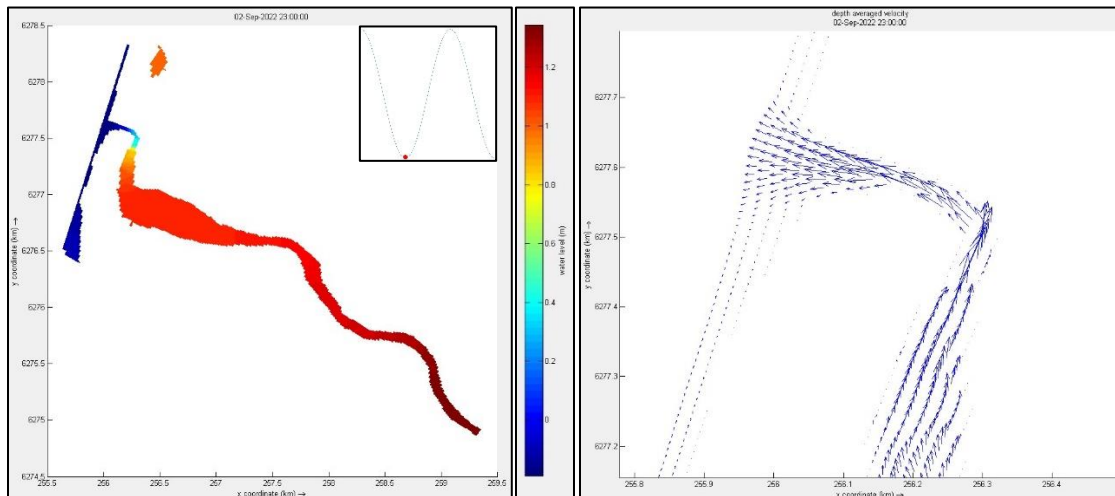 02-Sep-2022 23:00:00
6278.5
6278
6277.5
6277
6276.5
6276
6275.5
6275
6274.5
y coordinate (km) →
255.5 256 256.5 257 257.5 258 258.5 259 259.5
x coordinate (km) →
1.2
1
0.8
0.6
0.4
0.2
0
water level (m)
depth averaged velocity
02-Sep-2022 23:00:00
6277.7
6277.6
6277.5
6277.4
6277.3
6277.2
y coordinate (km) →
255.8 255.9 256 256.1 256.2 256.3 256.4
x coordinate (km) →